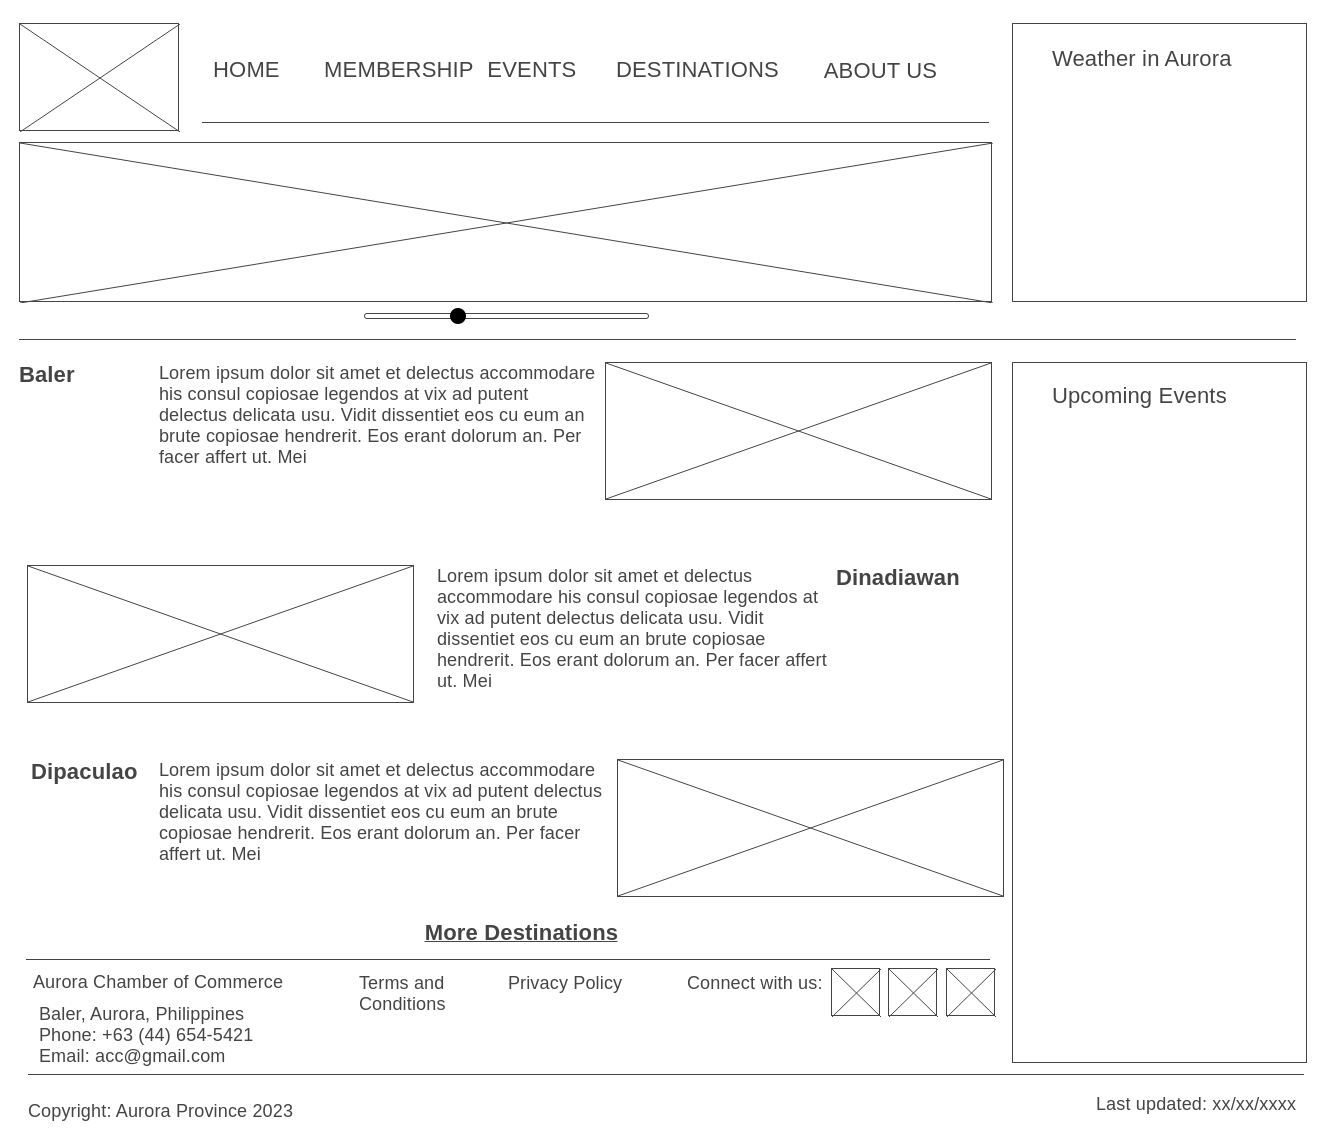 HOME MEMBERSHIP EVENTS DESTINATIONS ABOUT US
Weather in Aurora
Baler
Lorem ipsum dolor sit amet et delectus accommodare
his consul copiosae legendos at vix ad putent
delectus delicata usu. Vidit dissentiet eos cu eum an
brute copiosae hendrerit. Eos erant dolorum an. Per
facer affert ut. Mei
Upcoming Events
Lorem ipsum dolor sit amet et delectus
accommodare his consul copiosae legendos at
vix ad putent delectus delicata usu. Vidit
dissentiet eos cu eum an brute copiosae
hendrerit. Eos erant dolorum an. Per facer affert
ut. Mei
Dinadiawan
Dipaculao
Lorem ipsum dolor sit amet et delectus accommodare
his consul copiosae legendos at vix ad putent delectus
delicata usu. Vidit dissentiet eos cu eum an brute
copiosae hendrerit. Eos erant dolorum an. Per facer
affert ut. Mei
More Destinations
Aurora Chamber of Commerce
Baler, Aurora, Philippines
Phone: +63 (44) 654-5421
Email: acc@gmail.com
Terms and
Conditions
Privacy Policy
Connect with us:
Copyright: Aurora Province 2023
Last updated: xx/xx/xxxx